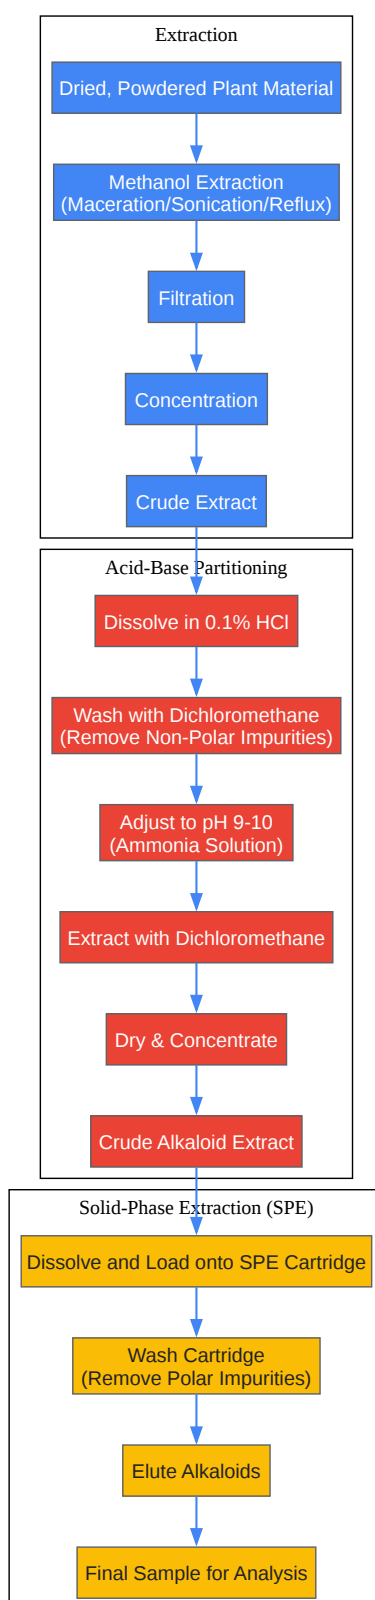 Extraction
Dried, Powdered Plant Material
Methanol Extraction
(Maceration/Sonication/Reflux)
Filtration
Concentration
Crude Extract
Acid-Base Partitioning
Dissolve in 0.1% HCl
Wash with Dichloromethane
(Remove Non-Polar Impurities)
Adjust to pH 9-10
(Ammonia Solution)
Extract with Dichloromethane
Dry & Concentrate
Crude Alkaloid Extract
Solid-Phase Extraction (SPE)
Dissolve and Load onto SPE Cartridge
Wash Cartridge
(Remove Polar Impurities)
Elute Alkaloids
Final Sample for Analysis